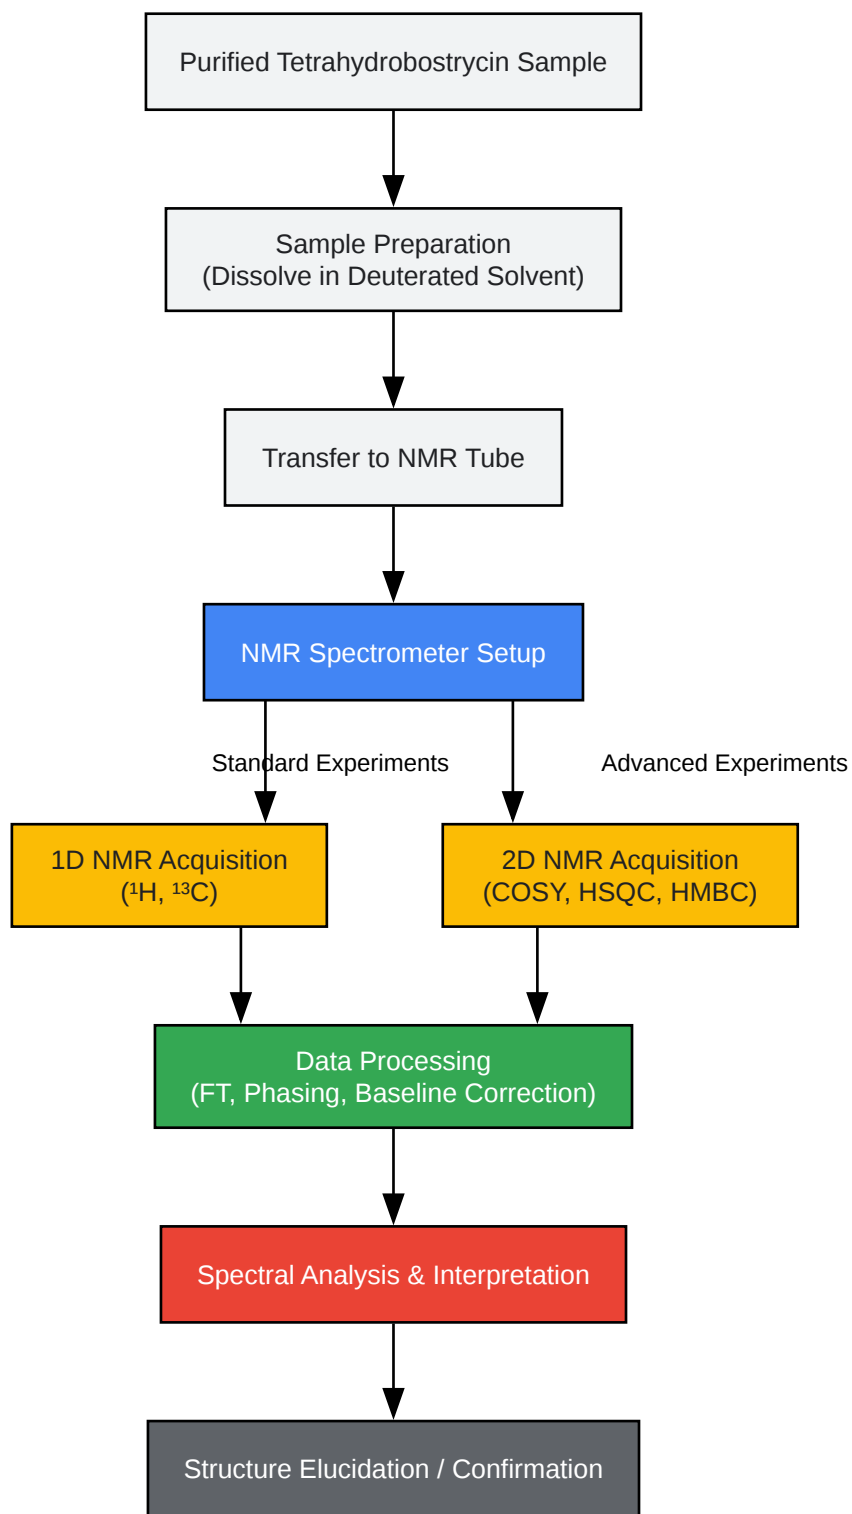 Purified Tetrahydrobostrycin Sample
Sample Preparation
(Dissolve in Deuterated Solvent)
Transfer to NMR Tube
NMR Spectrometer Setup
Standard Experiments
Advanced Experiments
1D NMR Acquisition
(¹H, ¹³C)
2D NMR Acquisition
(COSY, HSQC, HMBC)
Data Processing
(FT, Phasing, Baseline Correction)
Spectral Analysis & Interpretation
Structure Elucidation / Confirmation